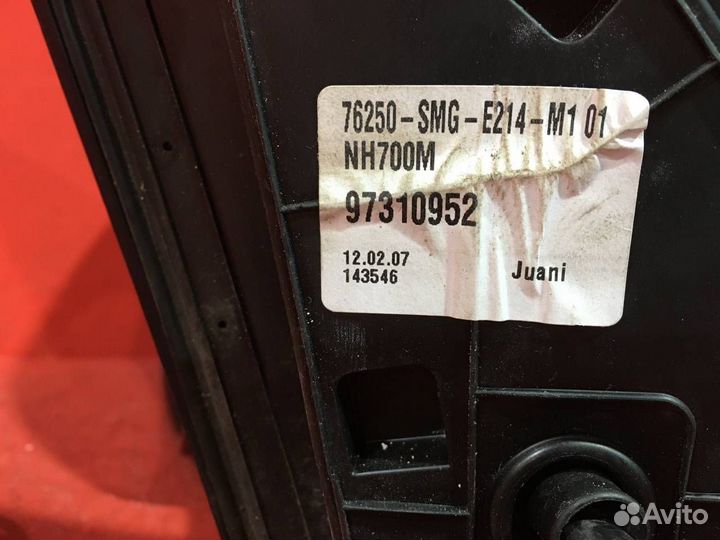 76250-SMG-E214-M1 01
NH700M
97310952
12.02.07
143546
Juani
Avito